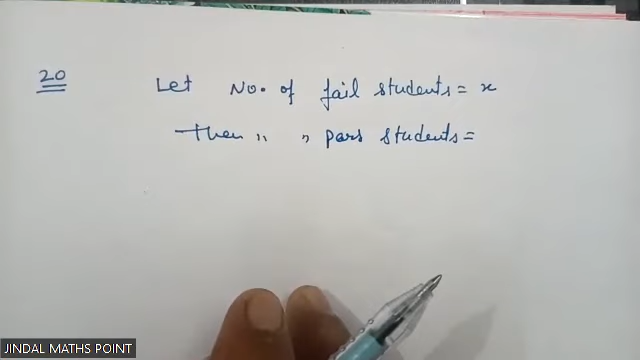 20
Let No. of fail students = x
Then " " pass students =
JINDAL MATHS POINT